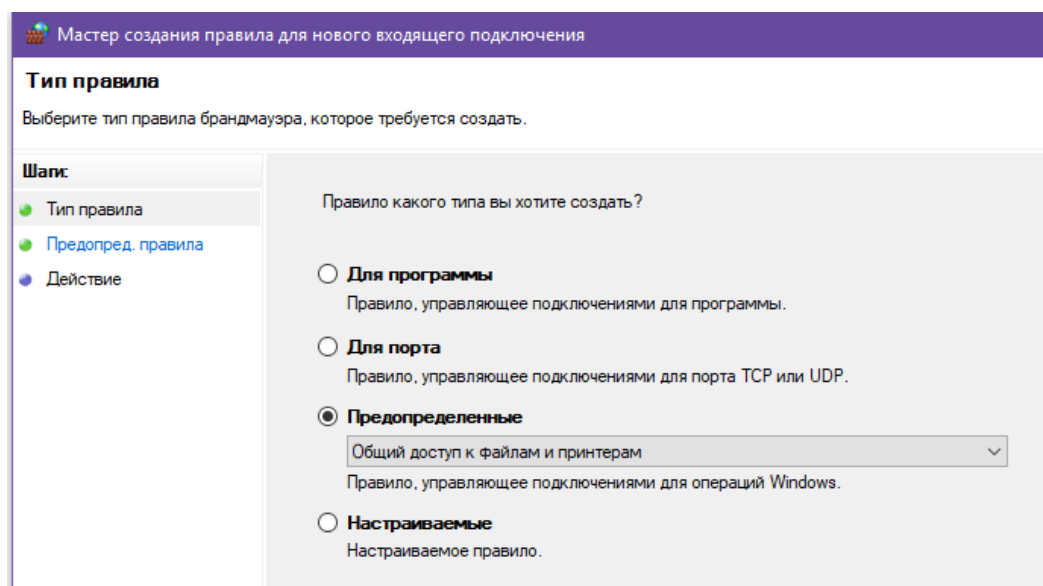 Мастер создания правила для нового входящего подключения
Тип правила
Выберите тип правила брандмауэра, которое требуется создать.
Шаги:
Тип правила
Предопред. правила
Действие
Правило какого типа вы хотите создать?
Для программы
Правило, управляющее подключениями для программы.
Для порта
Правило, управляющее подключениями для порта TCP или UDP.
Предопределенные
Общий доступ к файлам и принтерам
Правило, управляющее подключениями для операций Windows.
Настраиваемые
Настраиваемое правило.